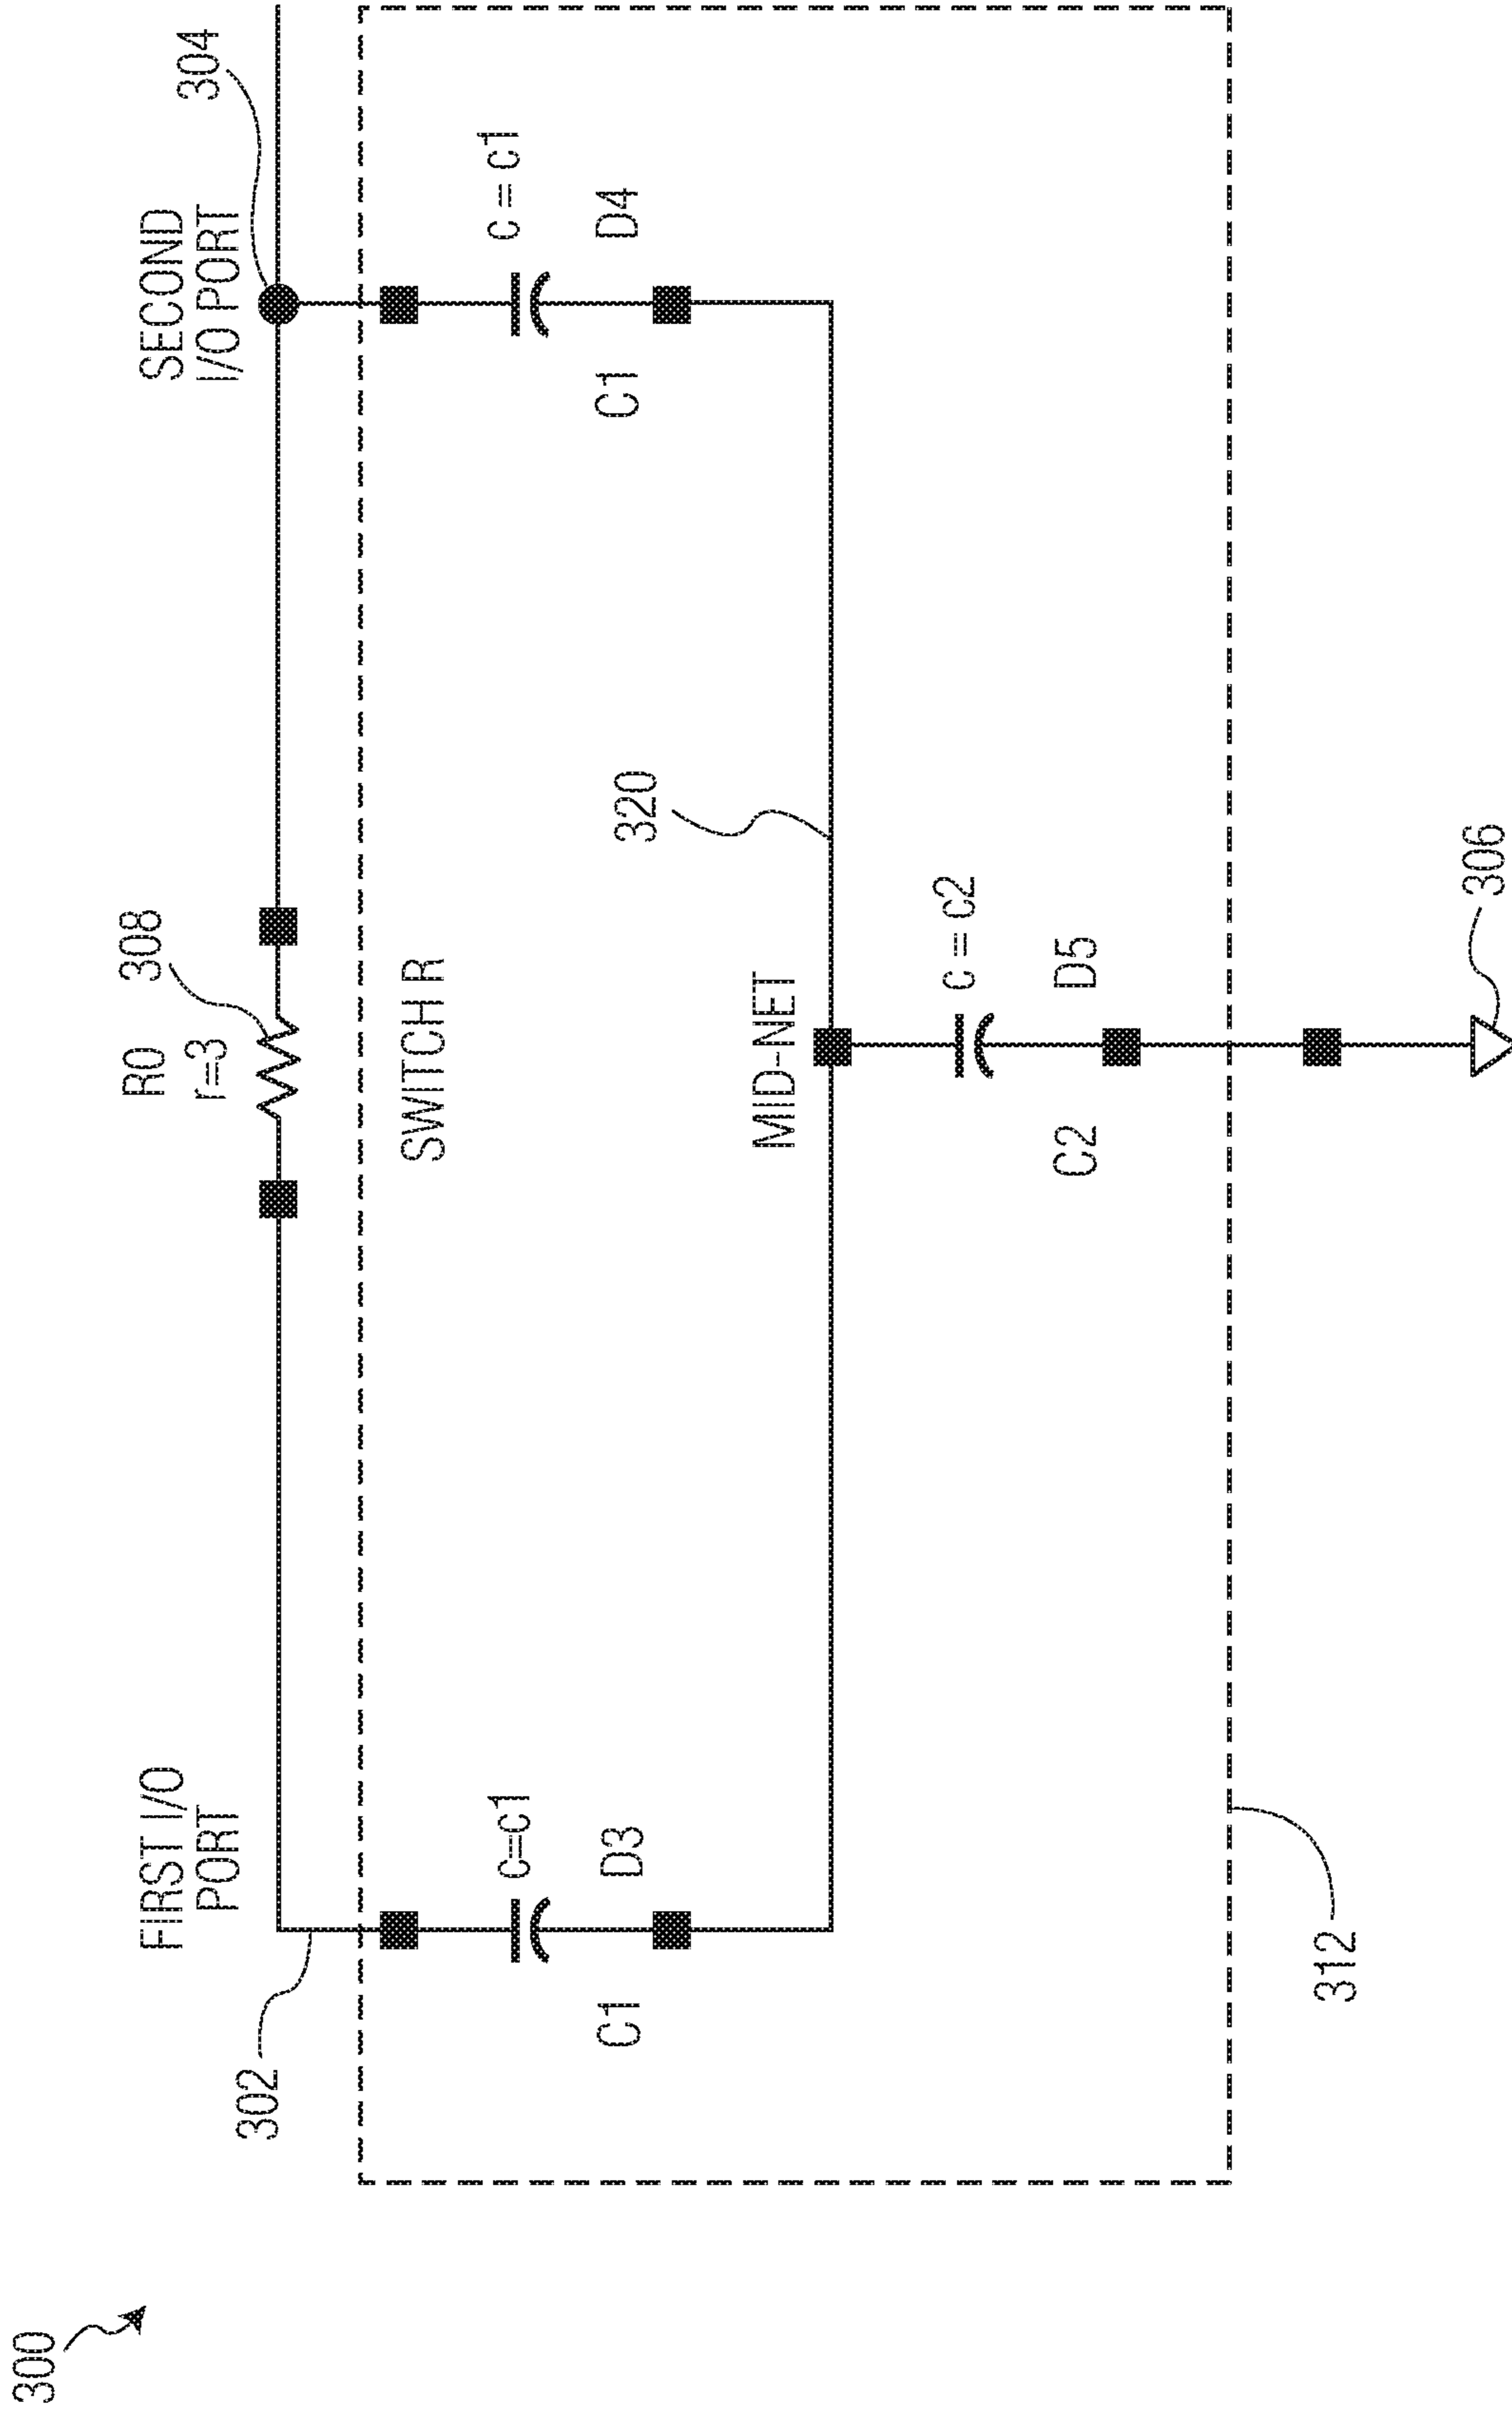 300
302
FIRST I/O
PORT
R0
r=3
308
SECOND
I/O PORT
304
SWITCH R
C=c1
C1
D3
C = c1
C1
D4
MID-NET
320
C = c2
C2
D5
312
306